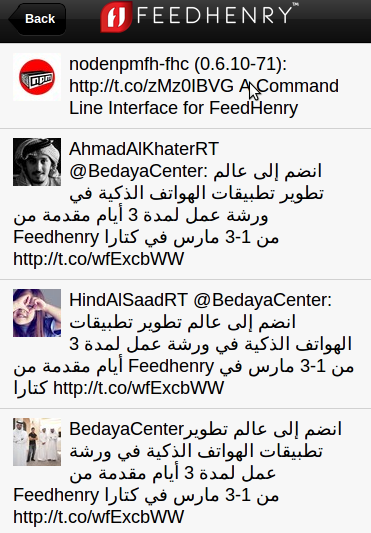 Back
FEEDHENRY™
nodenpmfh-fhc (0.6.10-71):
http://t.co/zMz0IBVG A Command
Line Interface for FeedHenry
AhmadAlKhaterRT
@BedayaCenter: انضم إلى عالم
تطوير تطبيقات الهواتف الذكية في
ورشة عمل لمدة 3 أيام مقدمة من
Feedhenry من 1-3 مارس في كتارا
http://t.co/wfExcbWW
HindAlSaadRT @BedayaCenter:
انضم إلى عالم تطوير تطبيقات
الهواتف الذكية في ورشة عمل لمدة 3
أيام مقدمة من Feedhenry من 1-3 مارس في
كتارا http://t.co/wfExcbWW
BedayaCenterانضم إلى عالم تطوير
تطبيقات الهواتف الذكية في ورشة
عمل لمدة 3 أيام مقدمة من
Feedhenry من 1-3 مارس في كتارا
http://t.co/wfExcbWW